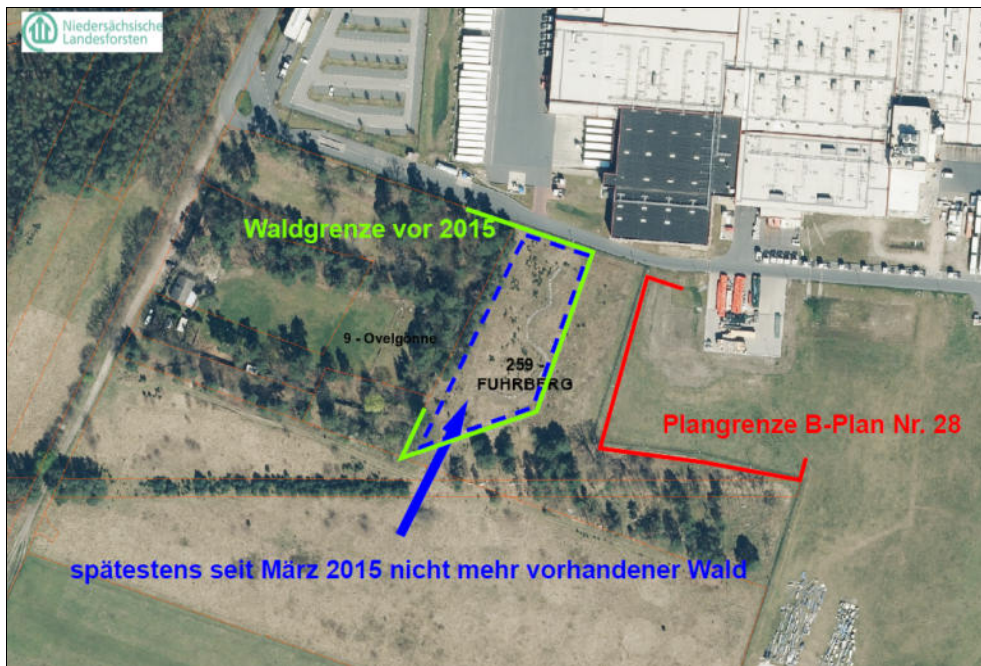 Niedersächsische
Landesforsten
Waldgrenze vor 2015
9 - Ovelgönne
259 -
FUHRBERG
Plangrenze B-Plan Nr. 28
spätestens seit März 2015 nicht mehr vorhandener Wald